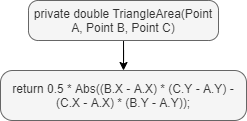 private double TriangleArea(Point
A, Point B, Point C)
return 0.5 * Abs((B.X - A.X) * (C.Y - A.Y) -
(C.X - A.X) * (B.Y - A.Y));